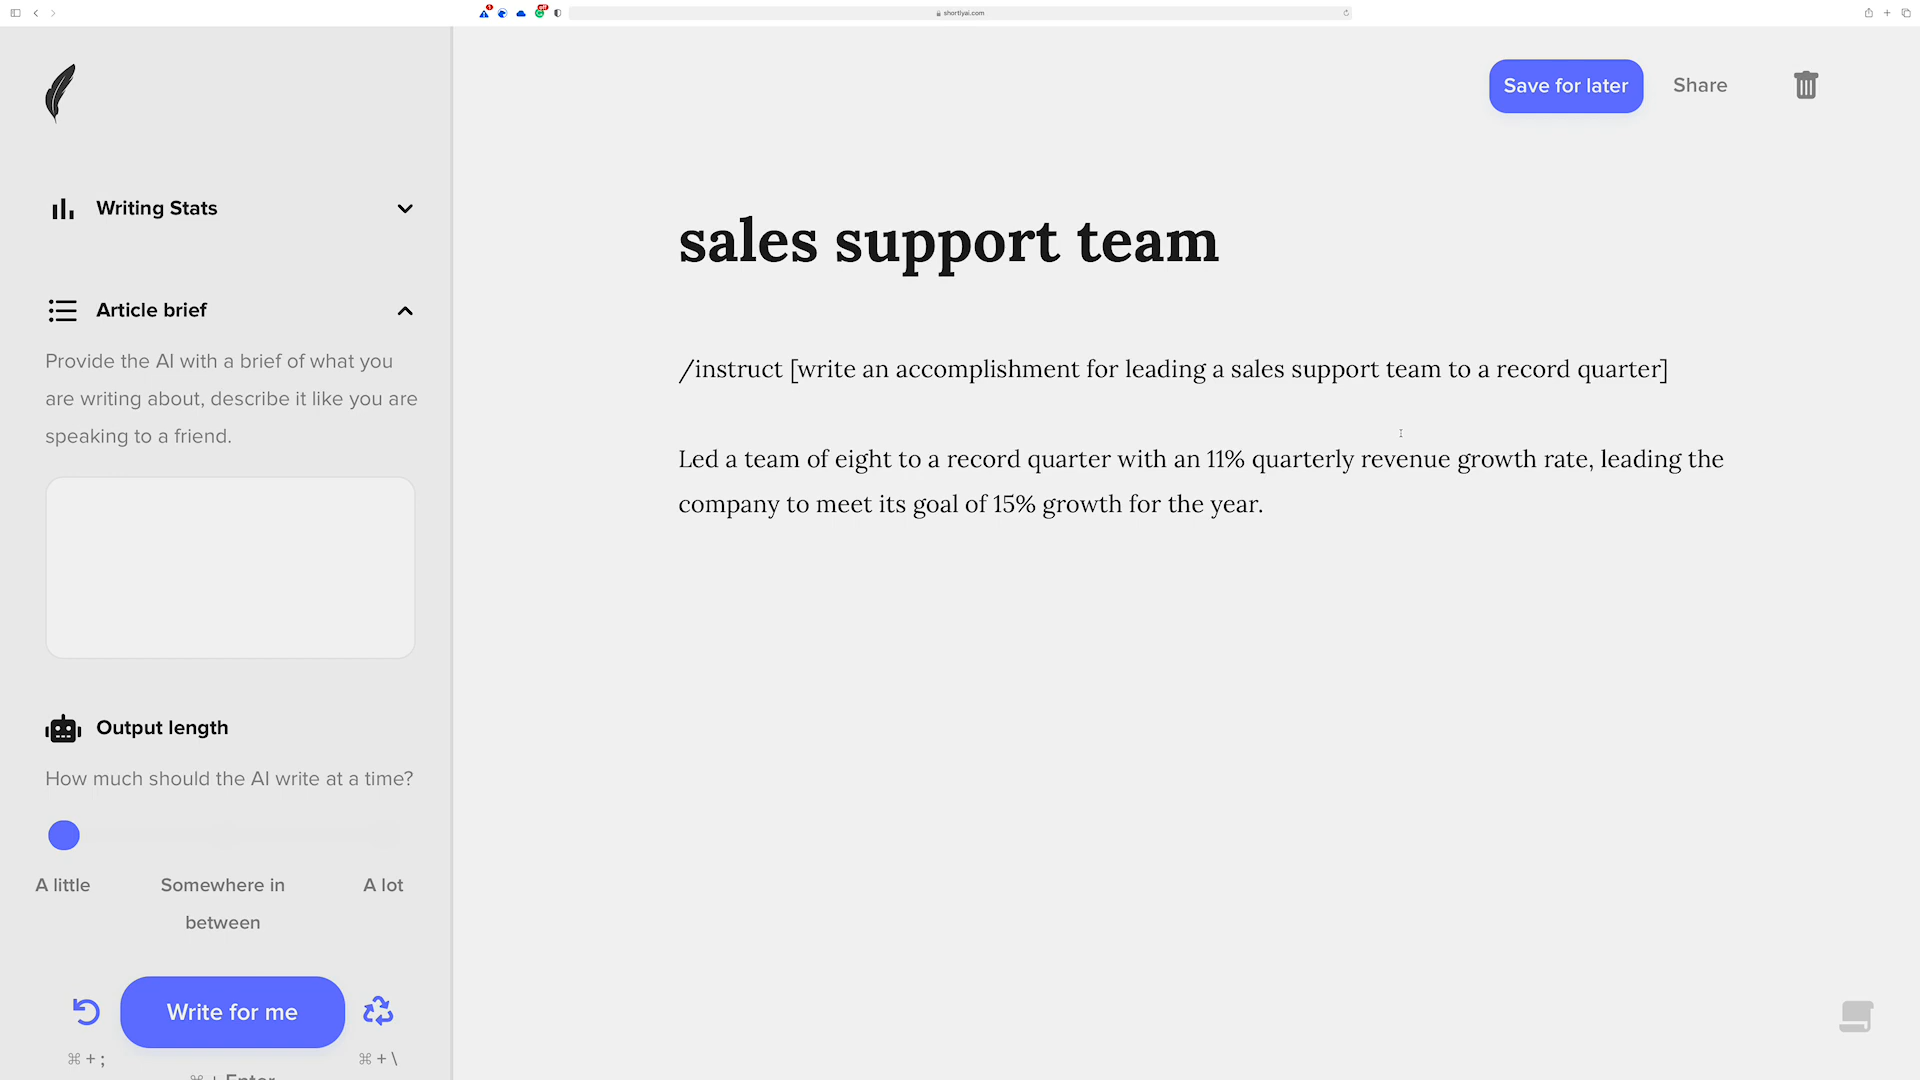 shortlyai.com
Save for later
Share
Writing Stats
Article brief
Provide the AI with a brief of what you
are writing about, describe it like you are
speaking to a friend.
Output length
How much should the AI write at a time?
A little
Somewhere in
between
A lot
Write for me
⌘ + ;
⌘ + \
⌘ + Enter
sales support team
/instruct [write an accomplishment for leading a sales support team to a record quarter]
Led a team of eight to a record quarter with an 11% quarterly revenue growth rate, leading the
company to meet its goal of 15% growth for the year.